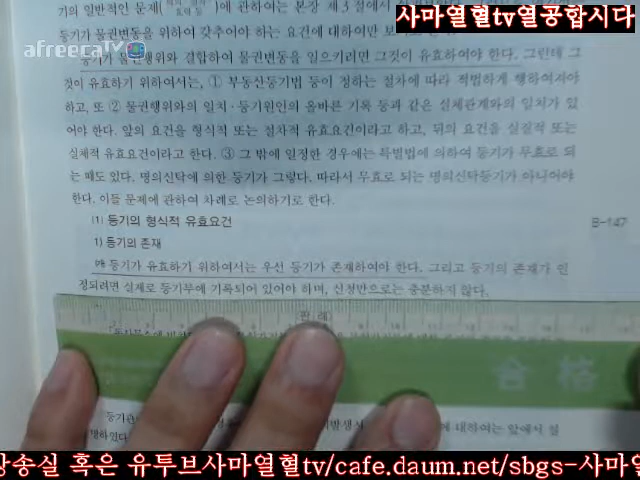 사마열혈tv열공합시다
afreecaTV
기의 일반적인 문제 에 관하여는 본장 제3절에서
등기가 물권변동을 위하여 갖추어야 하는 요건에 대하여만
등기가 물권행위와 결합하여 물권변동을 일으키려면 그것이 유효하여야 한다. 그런데 그
것이 유효하기 위하여서는, ① 부동산등기법 등이 정하는 절차에 따라 적법하게 행하여져야
하고, 또 ② 물권행위와의 일치·등기원인의 올바른 기록 등과 같은 실체관계와의 일치가 있
어야 한다. 앞의 요건을 형식적 또는 절차적 유효요건이라고 하고, 뒤의 요건을 실질적 또는
실체적 유효요건이라고 한다. ③ 그 밖에 일정한 경우에는 특별법에 의하여 등기가 무효로 되
는 때도 있다. 명의신탁에 의한 등기가 그렇다. 따라서 무효로 되는 명의신탁등기가 아니어야
한다. 이들 문제에 관하여 차례로 논의하기로 한다.
(1) 등기의 형식적 유효요건
B-147
1) 등기의 존재
등기가 유효하기 위하여서는 우선 등기가 존재하여야 한다. 그리고 등기의 존재가 인
정되려면 실제로 등기부에 기록되어 있어야 하며, 신청만으로는 충분하지 않다.
판례
合格
등기관
에 대하여는 앞에서 설
명하였다
방송실 혹은 유투브사마열혈tv/cafe.daum.net/sbgs-사마열